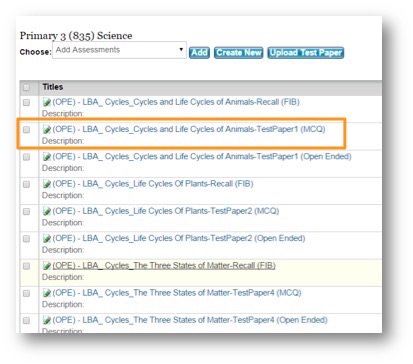 Primary 3 (835) Science
Choose: Add Assessments Add Create New Upload Test Paper
Titles
(OPE) - LBA_ Cycles_Cycles and Life Cycles of Animals-Recall (FIB)
Description:
(OPE) - LBA_ Cycles_Cycles and Life Cycles of Animals-TestPaper1 (MCQ)
Description:
(OPE) - LBA_ Cycles_Cycles and Life Cycles of Animals-TestPaper1 (Open Ended)
Description:
(OPE) - LBA_ Cycles_Life Cycles Of Plants-Recall (FIB)
Description:
(OPE) - LBA_ Cycles_Life Cycles Of Plants-TestPaper2 (MCQ)
Description:
(OPE) - LBA_ Cycles_Life Cycles Of Plants-TestPaper2 (Open Ended)
Description:
(OPE) - LBA_ Cycles_The Three States of Matter-Recall (FIB)
Description:
(OPE) - LBA_ Cycles_The Three States of Matter-TestPaper4 (MCQ)
Description:
(OPE) - LBA_ Cycles_The Three States of Matter-TestPaper4 (Open Ended)
Description: